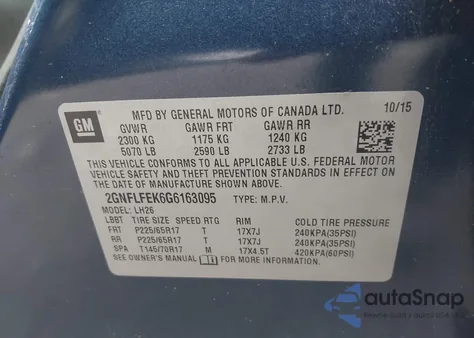 GM
MFD BY GENERAL MOTORS OF CANADA LTD. 10/15
GVWR GAWR FRT GAWR RR
2300 KG 1175 KG 1240 KG
5070 LB 2590 LB 2733 LB
THIS VEHICLE CONFORMS TO ALL APPLICABLE U.S. FEDERAL MOTOR
VEHICLE SAFETY AND THEFT PREVENTION STANDARDS IN EFFECT
ON THE DATE OF MANUFACTURE SHOWN ABOVE.
2GNFLFEK6G6163095 TYPE: M.P.V.
MODEL: LH26
LBBT TIRE SIZE SPEED RTG RIM COLD TIRE PRESSURE
FRT P225/65R17 T 17X7J 240KPA(35PSI)
RR P225/65R17 T 17X7J 240KPA(35PSI)
SPA T145/70R17 M 17X4.5T 420KPA(60PSI)
SEE OWNER'S MANUAL FOR ADDITIONAL INFORMATION.
autoSnap